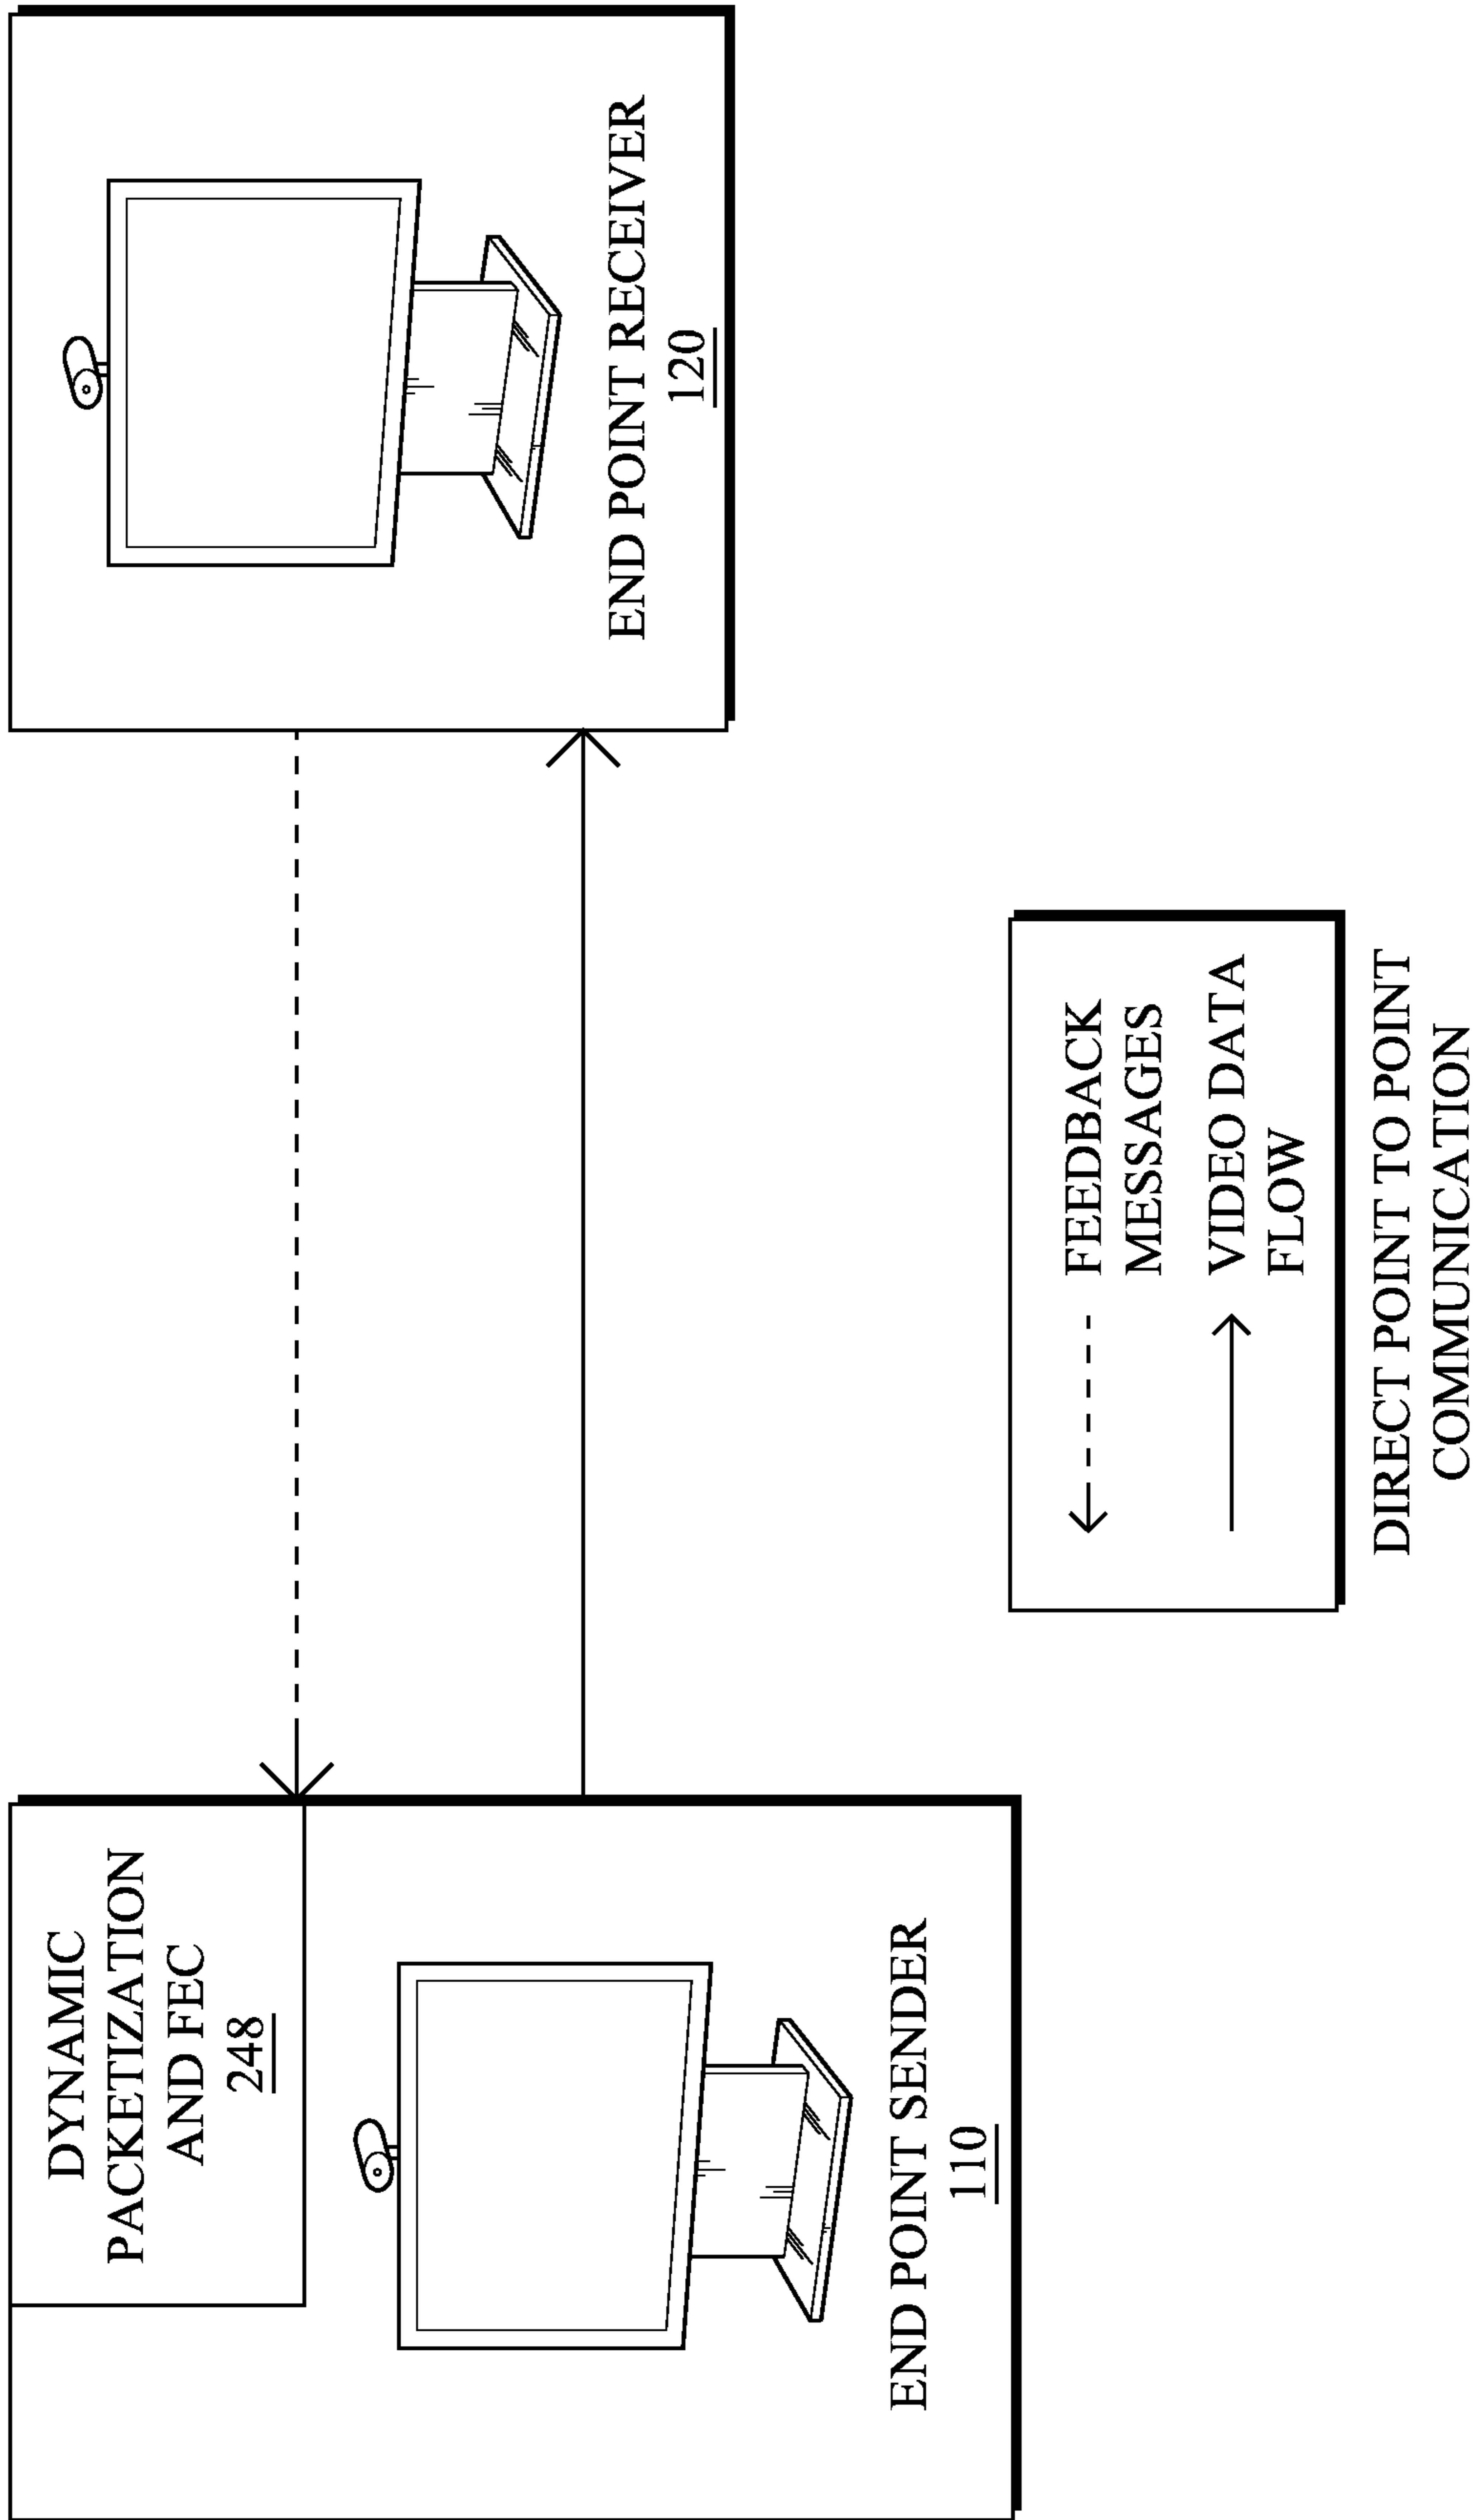 DYNAMIC
PACKETIZATION
AND FEC
248
END POINT SENDER
110
END POINT RECEIVER
120
FEEDBACK
MESSAGES
VIDEO DATA
FLOW
DIRECT POINT TO POINT
COMMUNICATION